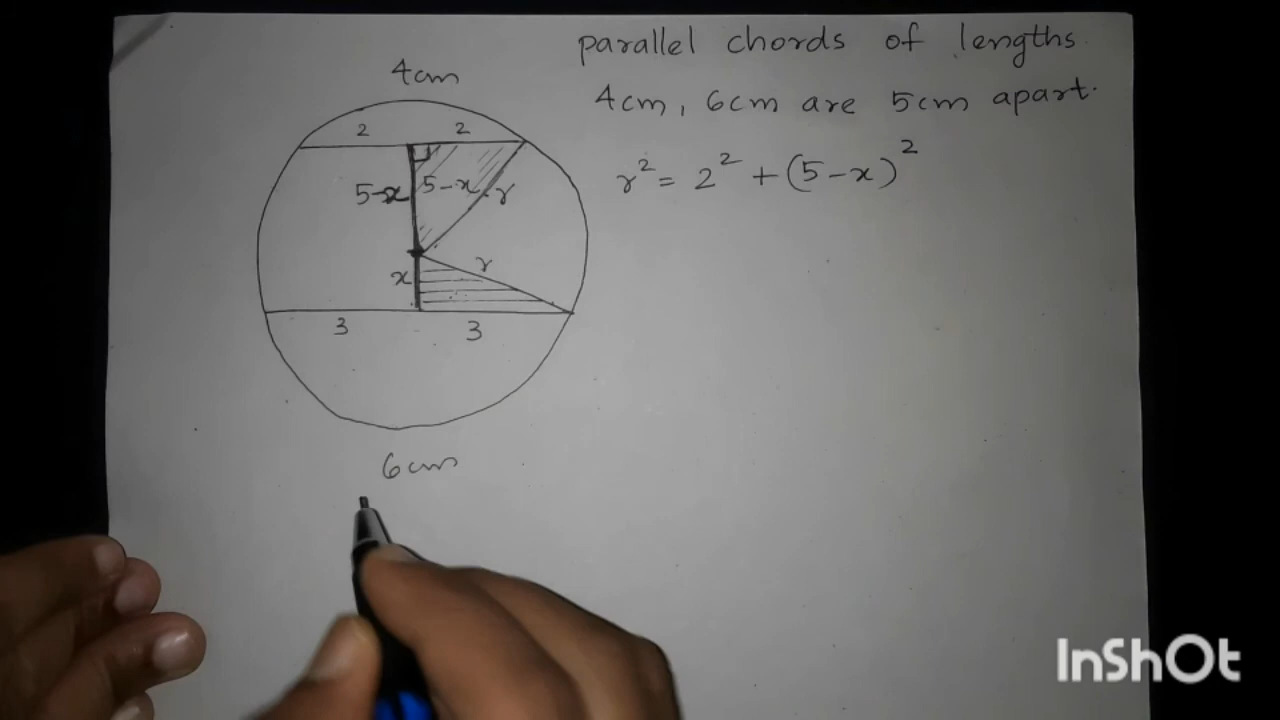 parallel chords of lengths
4cm, 6cm are 5cm apart.
4cm
r² = 2² + (5-x)²
2 2
5-x 5-x r
x r
3 3
6cm
InShOt